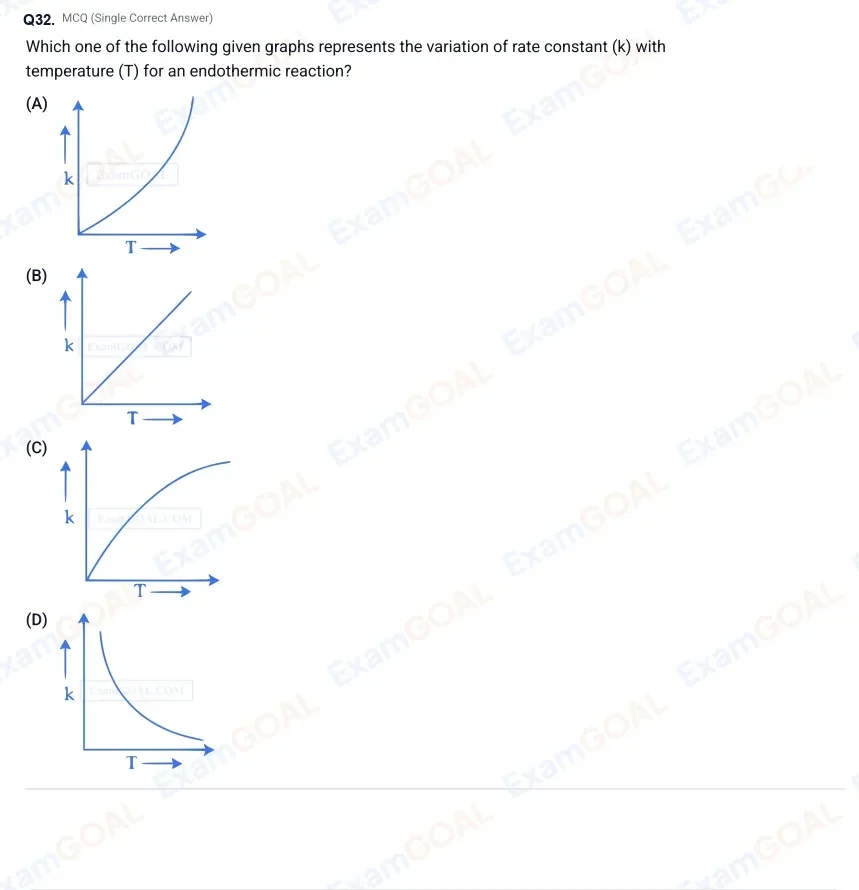 Q32. MCQ (Single Correct Answer)
Which one of the following given graphs represents the variation of rate constant (k) with
temperature (T) for an endothermic reaction?
(A)
k
T
(B)
k
T
(C)
k
T
(D)
k
T
ExamGOAL